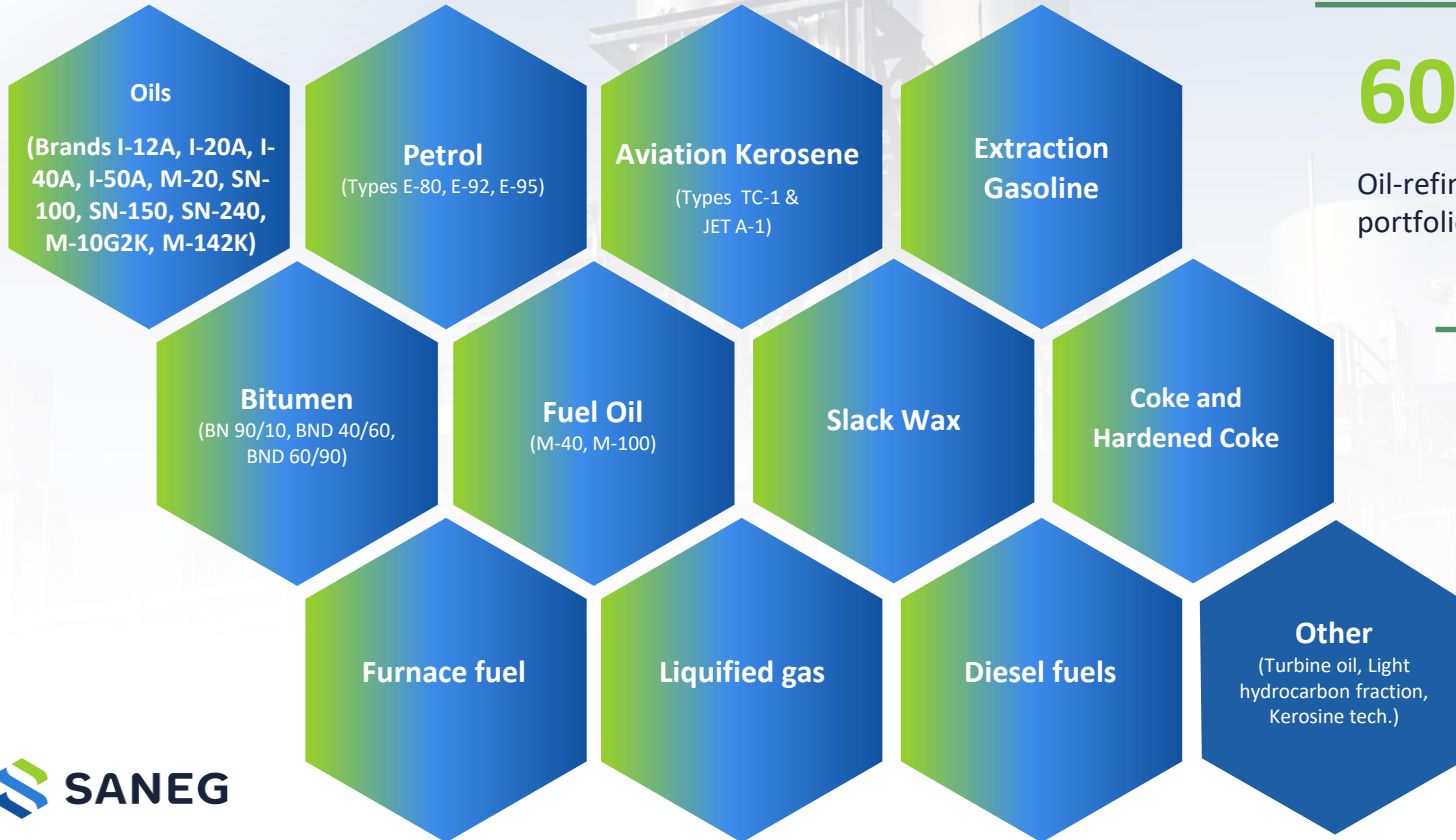 Oils
(Brands I-12A, I-20A, I-
40A, I-50A, M-20, SN-
100, SN-150, SN-240,
M-10G2K, M-142K)
Petrol
(Types E-80, E-92, E-95)
Aviation Kerosene
(Types TC-1 &
JET A-1)
Extraction
Gasoline
60
Bitumen
(BN 90/10, BND 40/60,
BND 60/90)
Fuel Oil
(M-40, M-100)
Slack Wax
Coke and
Hardened Coke
Furnace fuel
Liquified gas
Diesel fuels
Other
(Turbine oil, Light
hydrocarbon fraction,
Kerosine tech.)
SANEG